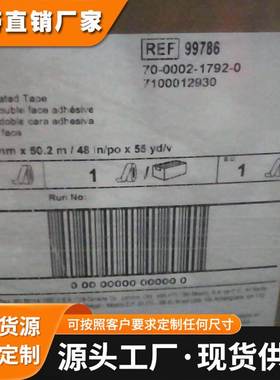 直销厂家
REF 99786
70-0002-1792-0
7100012930
ated Tape
double face adhésive
doble cara adhesiva
face
mm x 50.2 m / 48 in/po x 55 yd/v
1
1
Run No:
货源
定制
可按照客户要求定制任何尺寸
源头工厂·现货供